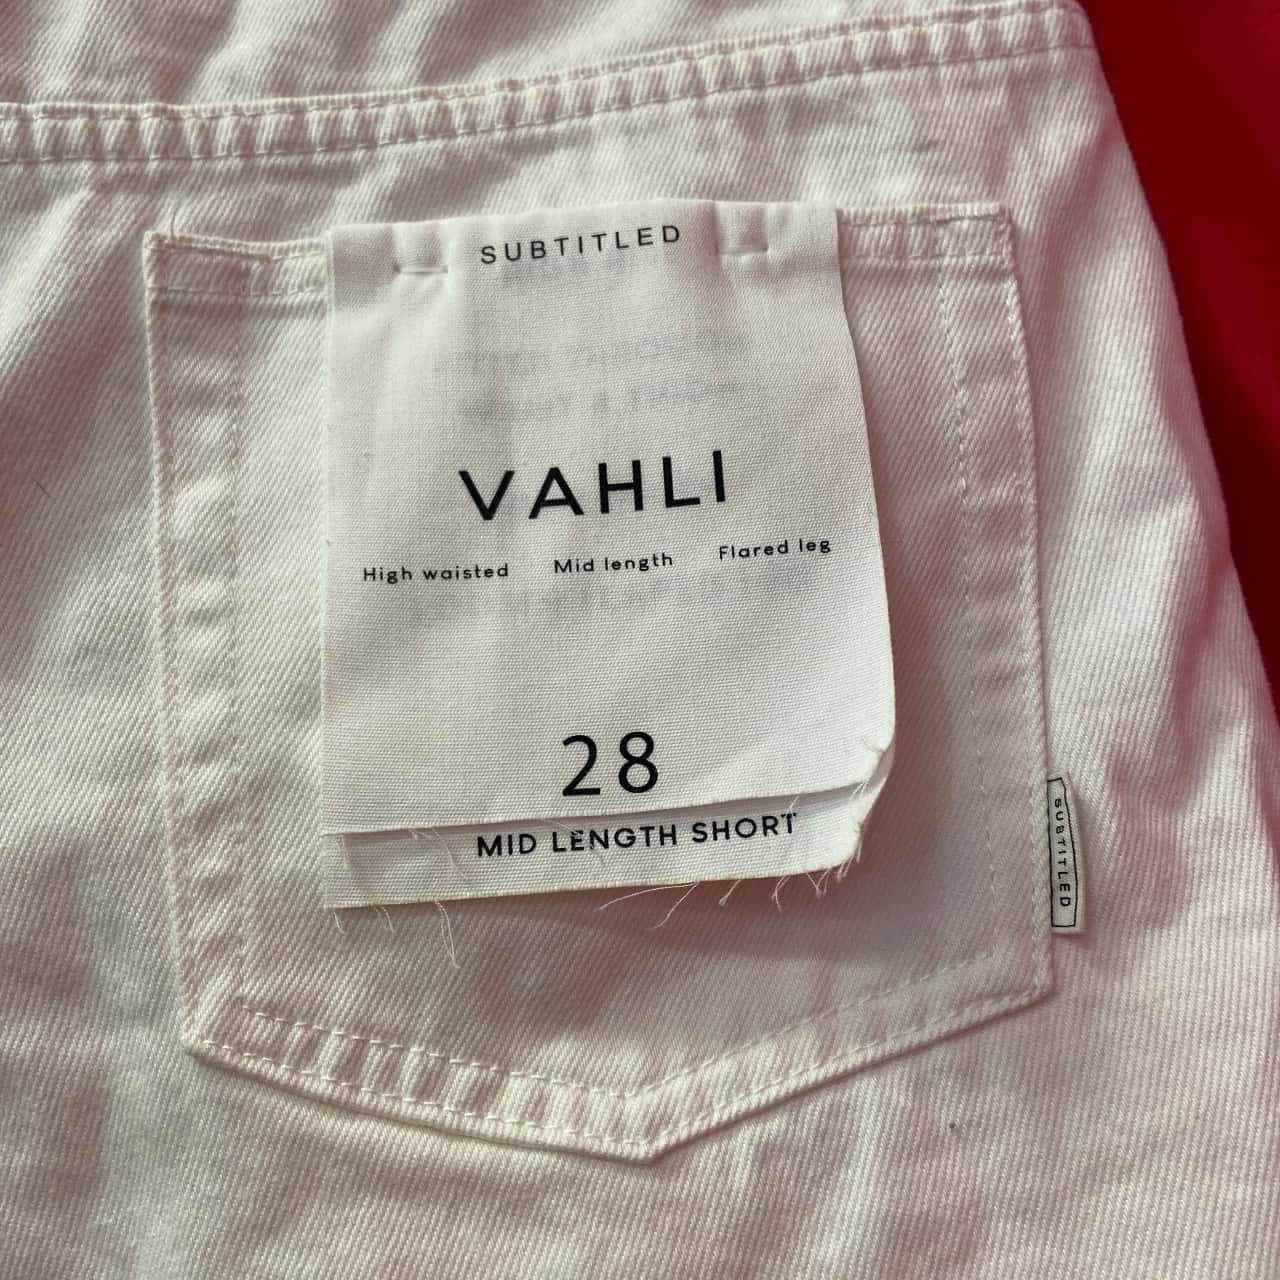 SUBTITLED
VAHLI
High waisted Mid length Flared leg
28
MID LENGTH SHORT
SUBTITLED